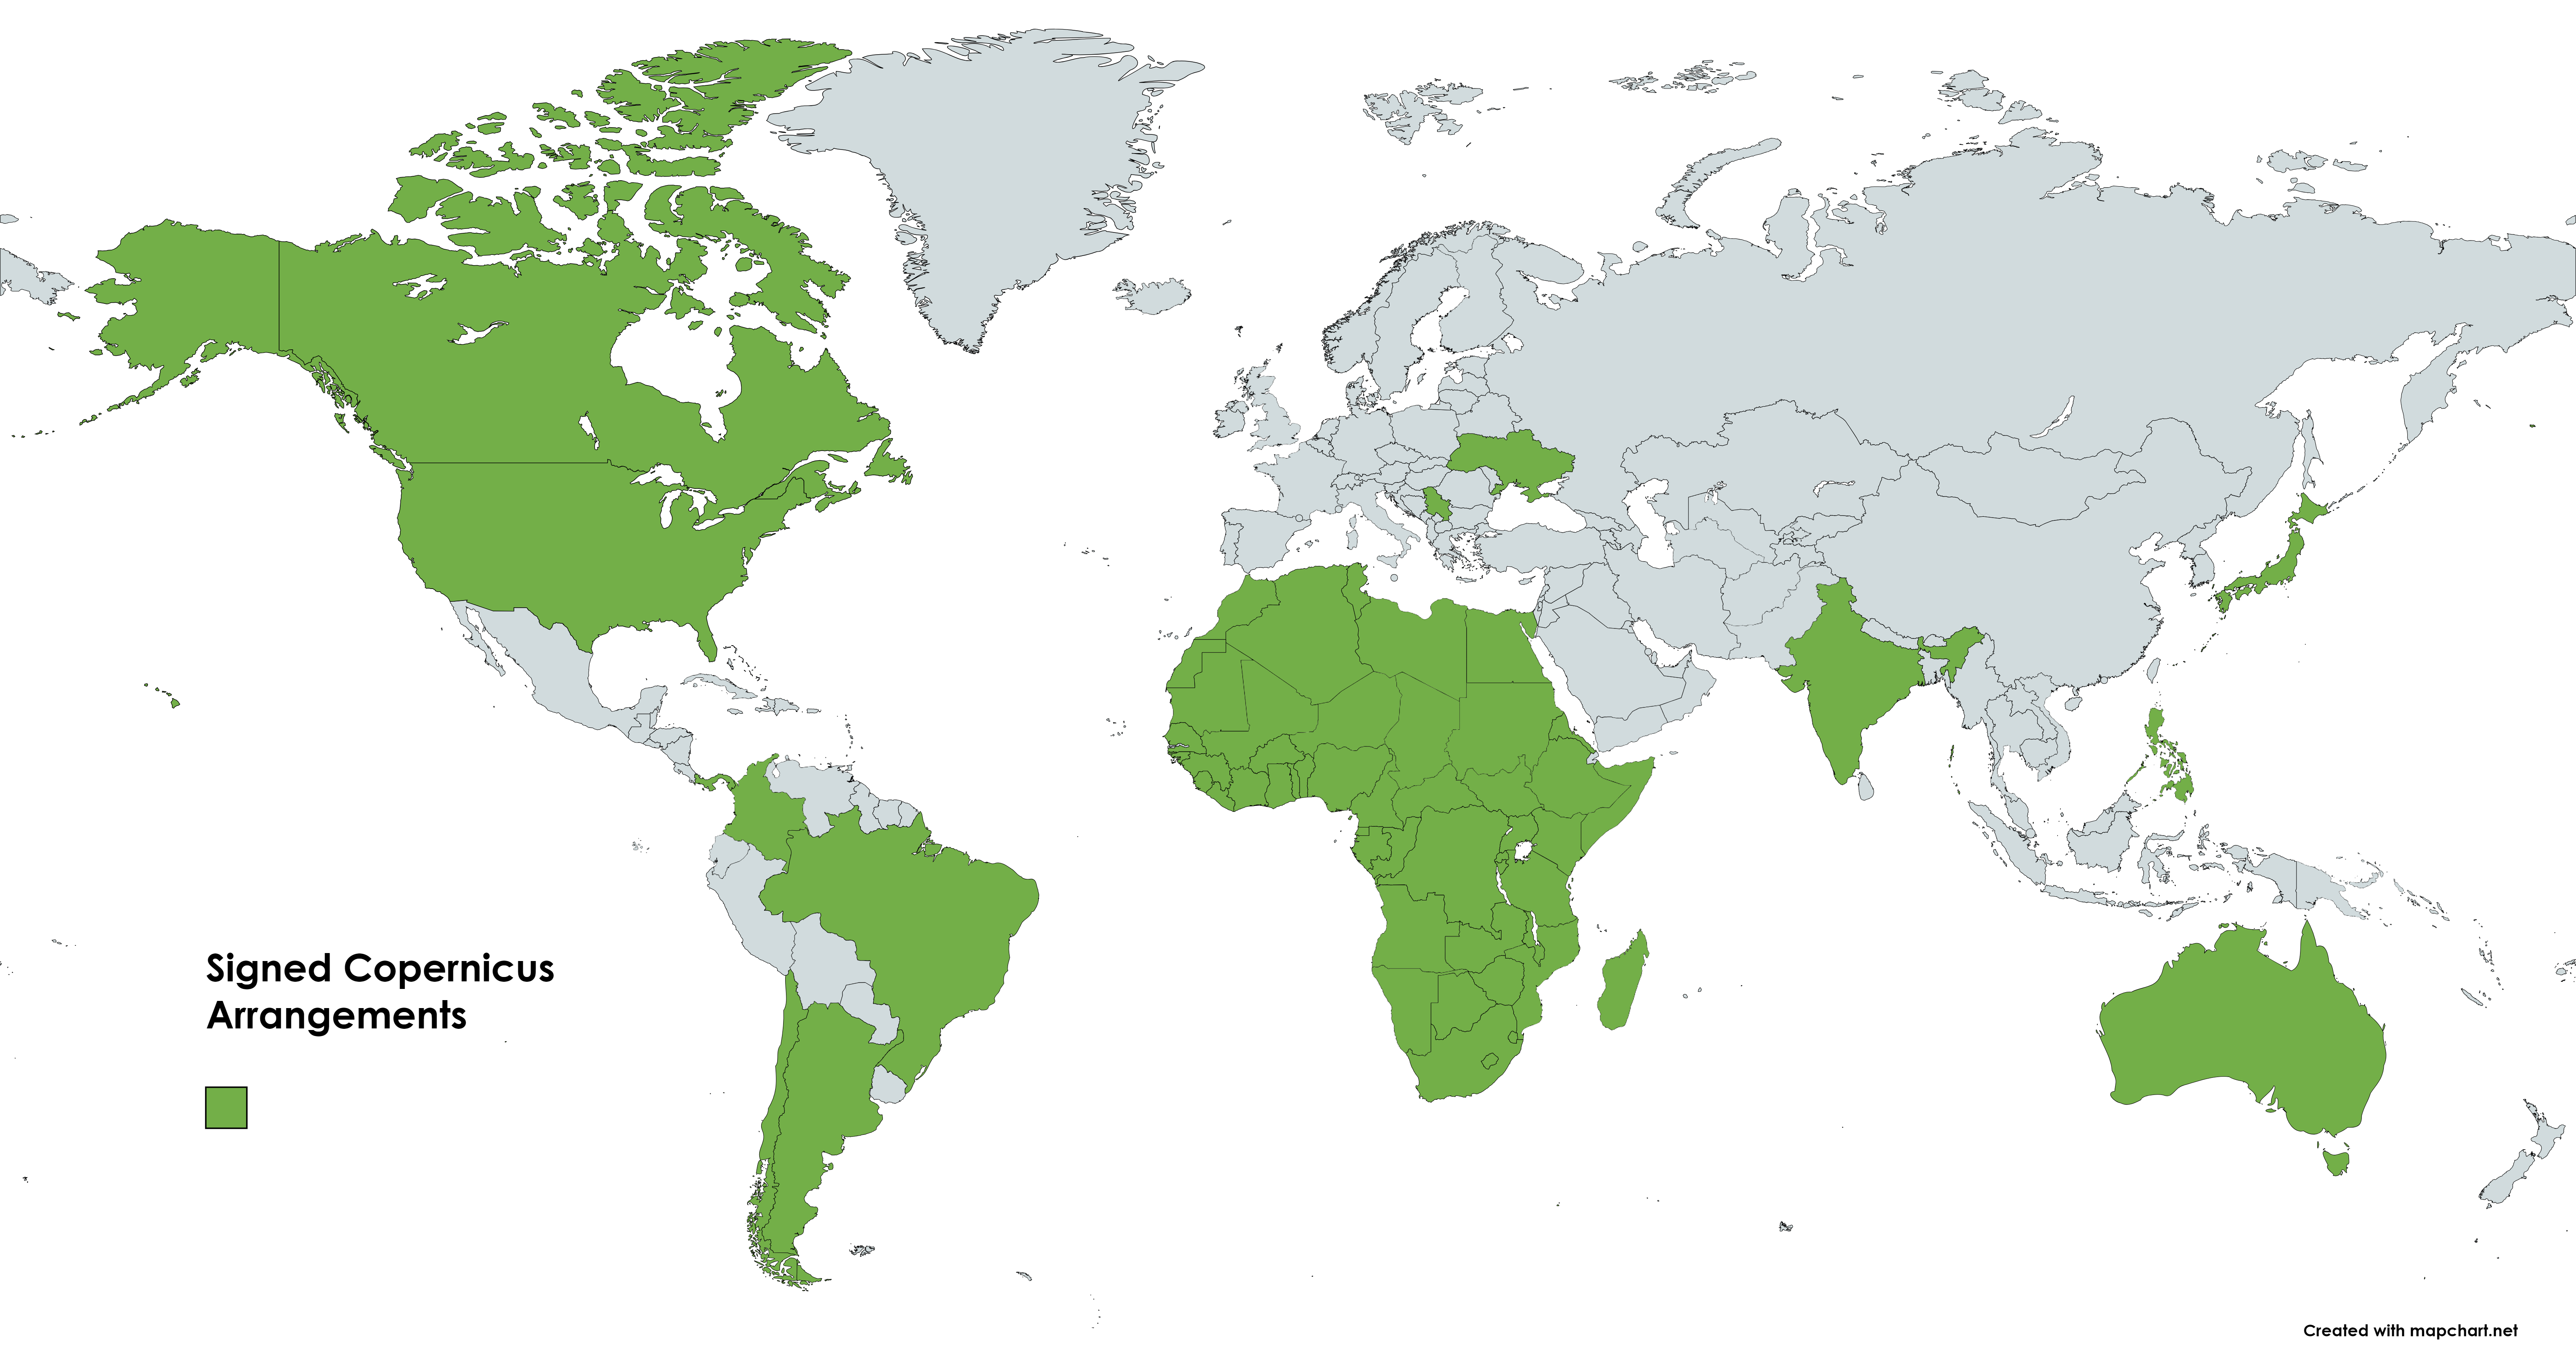 Signed Copernicus
Arrangements
Created with mapchart.net